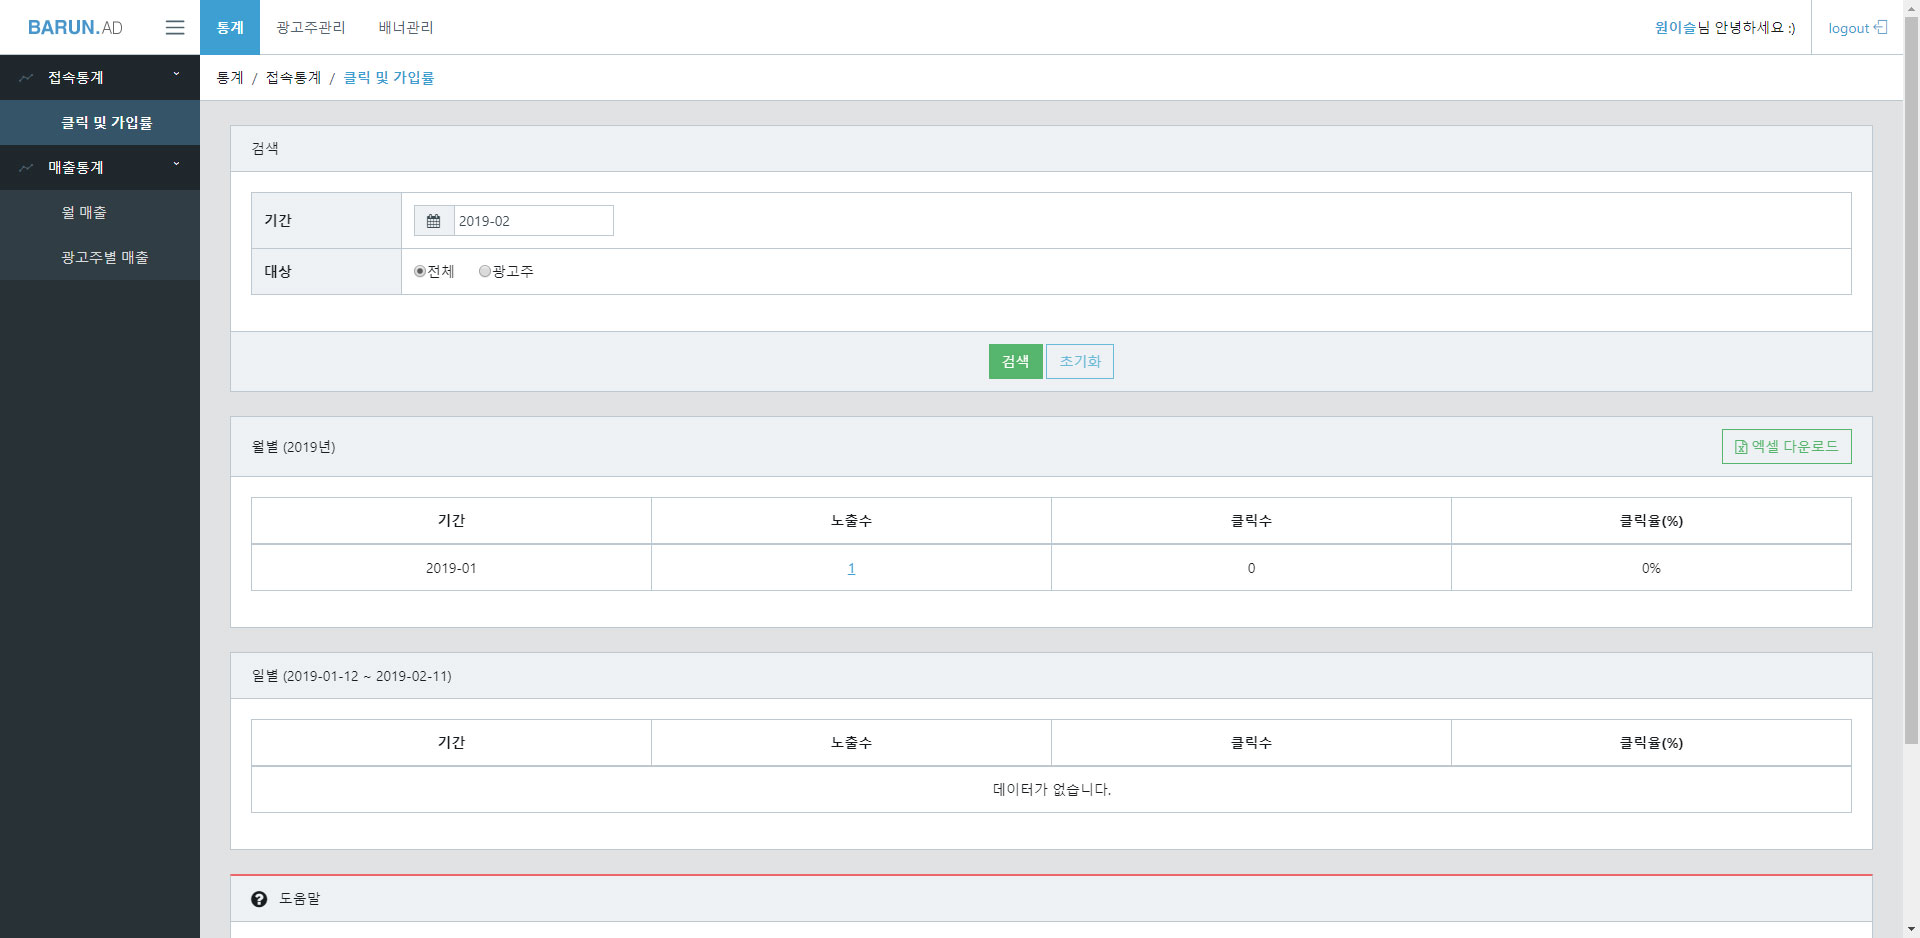 BARUN.AD
통계 광고주관리 배너관리
원이슬님 안녕하세요 :) logout
접속통계
클릭 및 가입률
매출통계
월 매출
광고주별 매출
통계 / 접속통계 / 클릭 및 가입률
검색
기간 2019-02
대상 전체 광고주
검색 초기화
월별 (2019년) 엑셀 다운로드
기간 노출수 클릭수 클릭율(%)
2019-01 1 0 0%
일별 (2019-01-12 ~ 2019-02-11)
기간 노출수 클릭수 클릭율(%)
데이터가 없습니다.
도움말